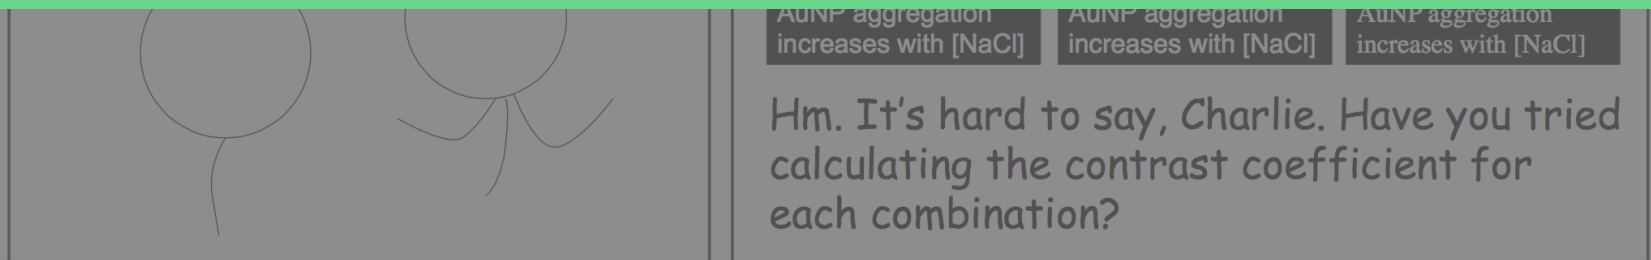 AuNP aggregation
increases with [NaCl]
AuNP aggregation
increases with [NaCl]
AuNP aggregation
increases with [NaCl]
Hm. It's hard to say, Charlie. Have you tried
calculating the contrast coefficient for
each combination?